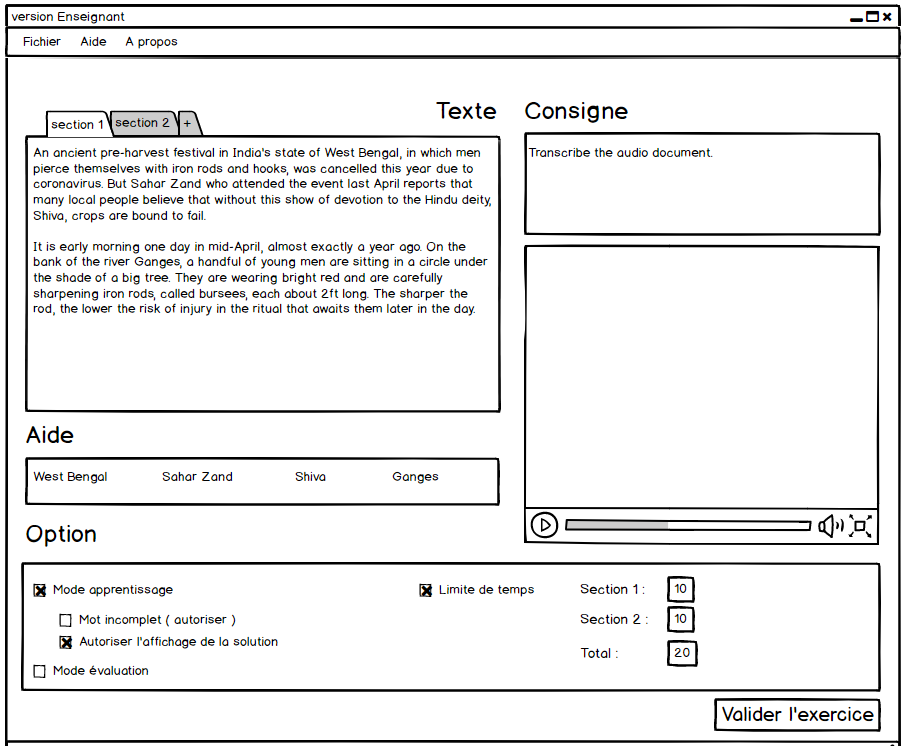 version Enseignant
Fichier Aide A propos
section 1 section 2 +
Texte
An ancient pre-harvest festival in India's state of West Bengal, in which men
pierce themselves with iron rods and hooks, was cancelled this year due to
coronavirus. But Sahar Zand who attended the event last April reports that
many local people believe that without this show of devotion to the Hindu deity,
Shiva, crops are bound to fail.
It is early morning one day in mid-April, almost exactly a year ago. On the
bank of the river Ganges, a handful of young men are sitting in a circle under
the shade of a big tree. They are wearing bright red and are carefully
sharpening iron rods, called bursees, each about 2ft long. The sharper the
rod, the lower the risk of injury in the ritual that awaits them later in the day.
Consigne
Transcribe the audio document.
Aide
West Bengal Sahar Zand Shiva Ganges
Option
Mode apprentissage
Mot incomplet ( autoriser )
Autoriser l'affichage de la solution
Mode évaluation
Limite de temps
Section 1 : 10
Section 2 : 10
Total : 20
Valider l'exercice